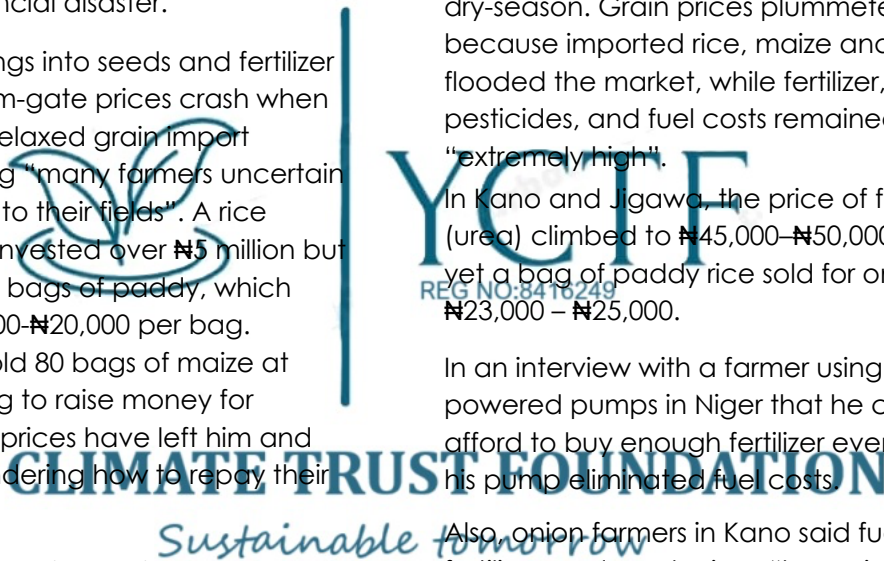 ncial disaster.
ngs into seeds and fertilizer
m-gate prices crash when
elaxed grain import
g “many farmers uncertain
to their fields”. A rice
nvested over ₦5 million but
bags of paddy, which
00-₦20,000 per bag.
old 80 bags of maize at
g to raise money for
prices have left him and
dering how to repay their
dry-season. Grain prices plummete
because imported rice, maize and
flooded the market, while fertilizer,
pesticides, and fuel costs remained
“extremely high”.
In Kano and Jigawa, the price of f
(urea) climbed to ₦45,000–₦50,000
yet a bag of paddy rice sold for on
₦23,000 – ₦25,000.
In an interview with a farmer using
powered pumps in Niger that he c
afford to buy enough fertilizer ever
his pump eliminated fuel costs.
Also, onion farmers in Kano said fue
YCTF
REG NO:8416249
CLIMATE TRUST FOUNDATION
Sustainable tomorrow